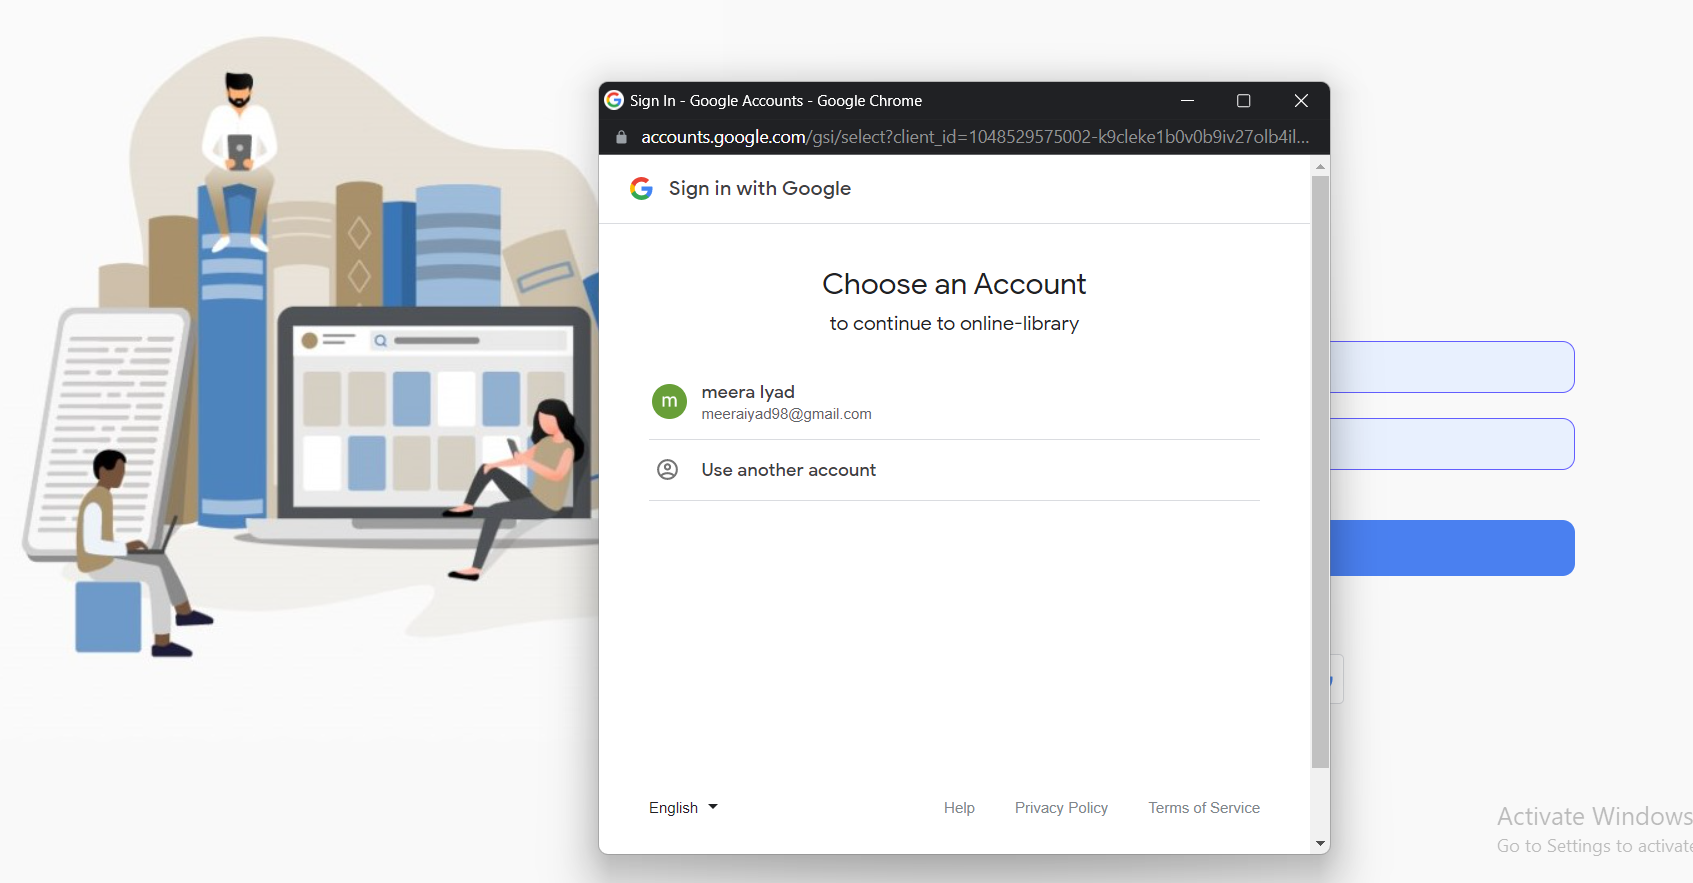 Sign In - Google Accounts - Google Chrome
accounts.google.com/gsi/select?client_id=1048529575002-k9cleke1b0v0b9iv27olb4il...
Sign in with Google
Choose an Account
to continue to online-library
m
meera Iyad
meeraiyad98@gmail.com
Use another account
English
Help
Privacy Policy
Terms of Service
Activate Windows
Go to Settings to activate